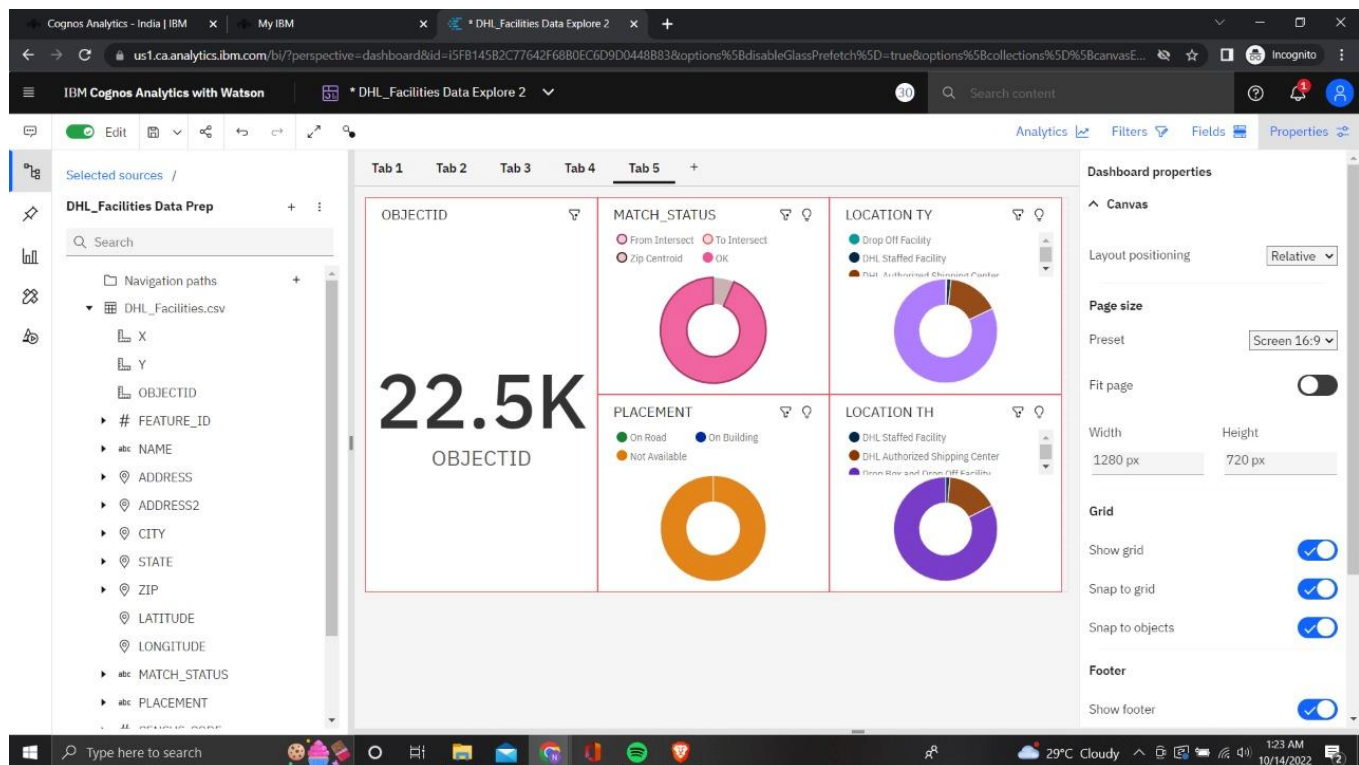 Cognos Analytics - India | IBM
My IBM
* DHL_Facilities Data Explore 2
us1.ca.analytics.ibm.com/bi/?perspective=dashboard&id=i5FB145B2C77642F68B0EC6D9D0448B83&options%5BdisableGlassPrefetch%5D=true&options%5Bcollections%5D%5BcanvasE...
Incognito
IBM Cognos Analytics with Watson
* DHL_Facilities Data Explore 2
30
Search content
1
Edit
Analytics
Filters
Fields
Properties
Selected sources /
DHL_Facilities Data Prep
Search
Navigation paths
DHL_Facilities.csv
X
Y
OBJECTID
# FEATURE_ID
abc NAME
ADDRESS
ADDRESS2
CITY
STATE
ZIP
LATITUDE
LONGITUDE
abc MATCH_STATUS
abc PLACEMENT
Tab 1 Tab 2 Tab 3 Tab 4 Tab 5 +
OBJECTID
22.5K
OBJECTID
MATCH_STATUS
From Intersect To Intersect
Zip Centroid OK
LOCATION TY
Drop Off Facility
DHL Staffed Facility
DHL Authorized Shipping Center
PLACEMENT
On Road On Building
Not Available
LOCATION TH
DHL Staffed Facility
DHL Authorized Shipping Center
Drop Box and Drop Off Facility
Dashboard properties
Canvas
Layout positioning Relative
Page size
Preset Screen 16:9
Fit page
Width Height
1280 px 720 px
Grid
Show grid
Snap to grid
Snap to objects
Footer
Show footer
Type here to search
29°C Cloudy
1:23 AM
10/14/2022
2